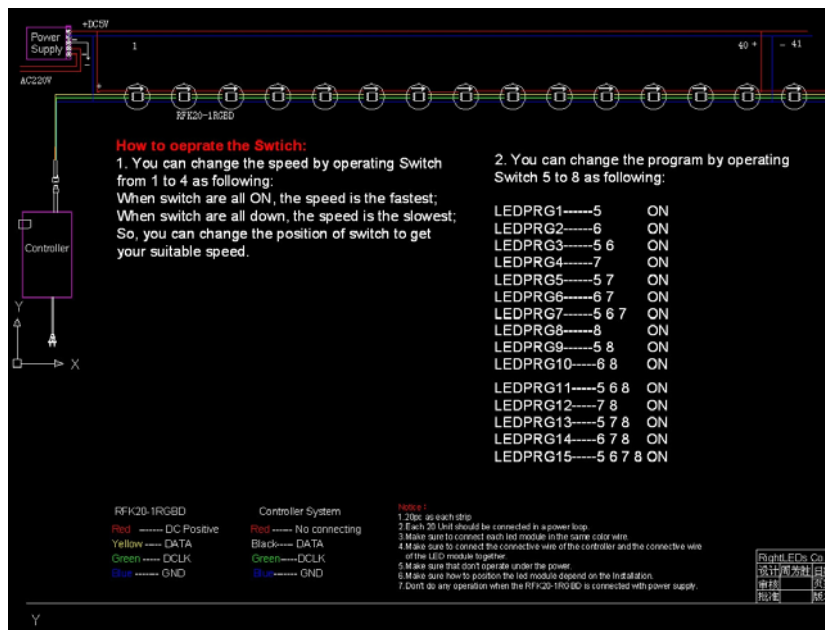 +DC5V
Power
Supply
1
40 +
- 41
AC220V
RFK20-1RGBD
How to oeprate the Swtich:
1. You can change the speed by operating Switch
from 1 to 4 as following:
When switch are all ON, the speed is the fastest;
When switch are all down, the speed is the slowest;
So, you can change the position of switch to get
your suitable speed.
2. You can change the program by operating
Switch 5 to 8 as following:
LEDPRG1------5 ON
LEDPRG2------6 ON
LEDPRG3------5 6 ON
LEDPRG4------7 ON
LEDPRG5------5 7 ON
LEDPRG6------6 7 ON
LEDPRG7------5 6 7 ON
LEDPRG8------8 ON
LEDPRG9------5 8 ON
LEDPRG10-----6 8 ON
LEDPRG11-----5 6 8 ON
LEDPRG12-----7 8 ON
LEDPRG13-----5 7 8 ON
LEDPRG14-----6 7 8 ON
LEDPRG15-----5 6 7 8 ON
Controller
Y
X
RFK20-1RGBD
Red ------- DC Positive
Yellow ----- DATA
Green ----- DCLK
Blue ------- GND
Controller System
Red ----- No connecting
Black----- DATA
Green----DCLK
Blue------- GND
Notice !
1.20pc as each strip
2.Each 20 Unit should be connected in a power loop.
3.Make sure to connect each led module in the same color wire.
4.Make sure to connect the connective wire of the controller and the connective wire
of the LED module together.
5.Make sure that don't operate under the power.
6.Make sure how to position the led module depend on the Installation.
7.Don't do any operation when the RFK20-1RGBD is connected with power supply.
RightLEDs Co
设计
审核
批准
Y